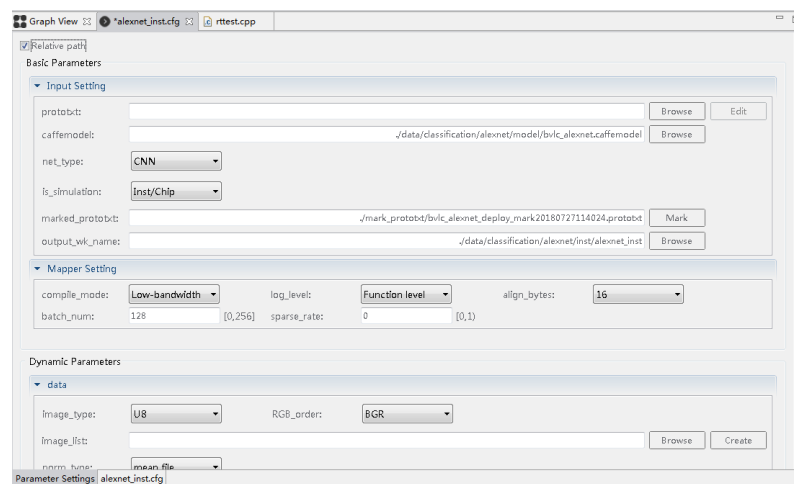 Graph View *alexnet_inst.cfg rttest.cpp
Relative path
Basic Parameters
Input Setting
prototxt: Browse Edit
caffemodel: ./data/classification/alexnet/model/bvlc_alexnet.caffemodel Browse
net_type: CNN
is_simulation: Inst/Chip
marked_prototxt: ./mark_prototxt/bvlc_alexnet_deploy_mark20180727114024.prototxt Mark
output_wk_name: ./data/classification/alexnet/inst/alexnet_inst Browse
Mapper Setting
compile_mode: Low-bandwidth log_level: Function level align_bytes: 16
batch_num: 128 [0,256] sparse_rate: 0 [0,1)
Dynamic Parameters
data
image_type: U8 RGB_order: BGR
image_list: Browse Create
norm_type: mean file
Parameter Settings alexnet_inst.cfg